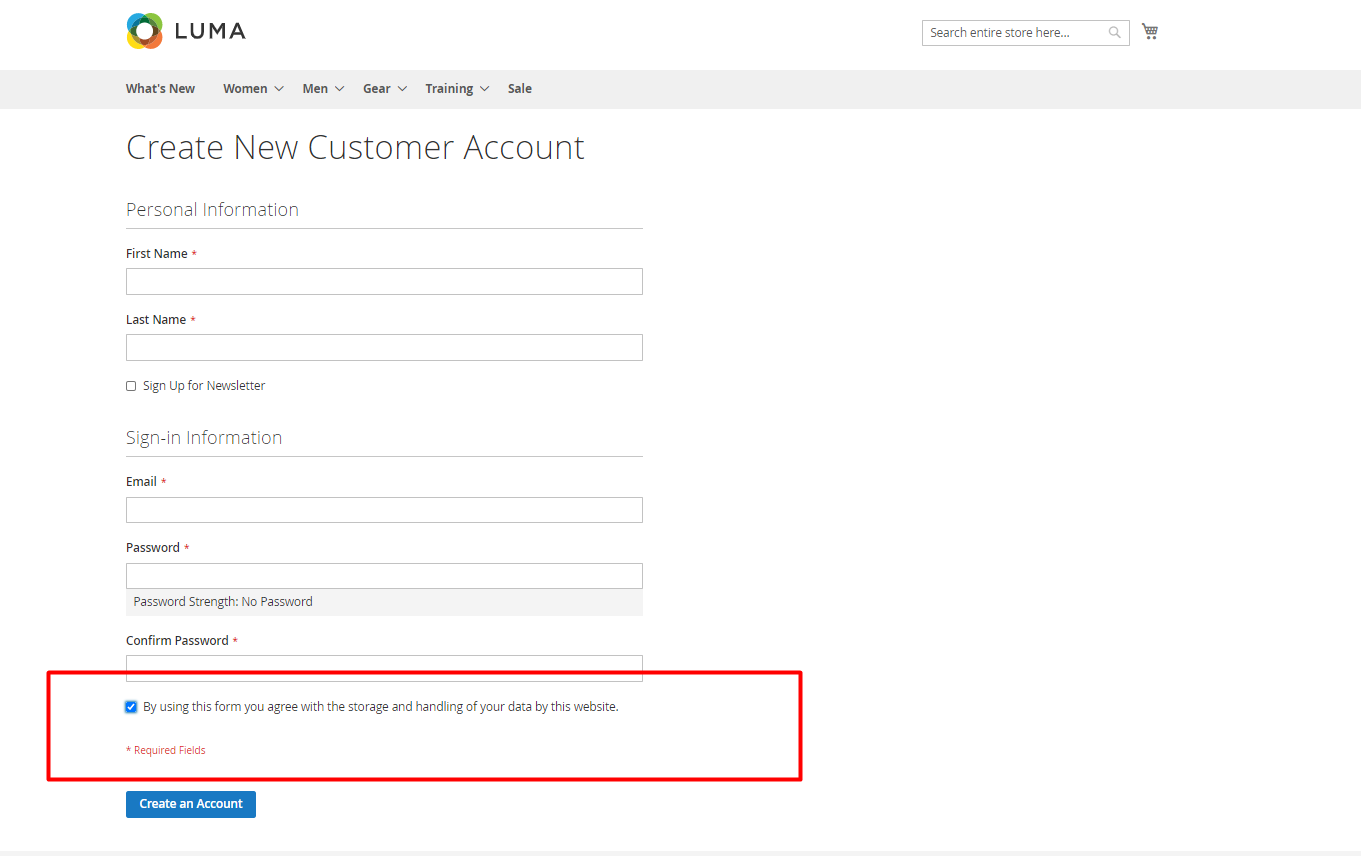 LUMA
Search entire store here...
What's New Women Men Gear Training Sale
Create New Customer Account
Personal Information
First Name *
Last Name *
Sign Up for Newsletter
Sign-in Information
Email *
Password *
Password Strength: No Password
Confirm Password *
By using this form you agree with the storage and handling of your data by this website.
* Required Fields
Create an Account